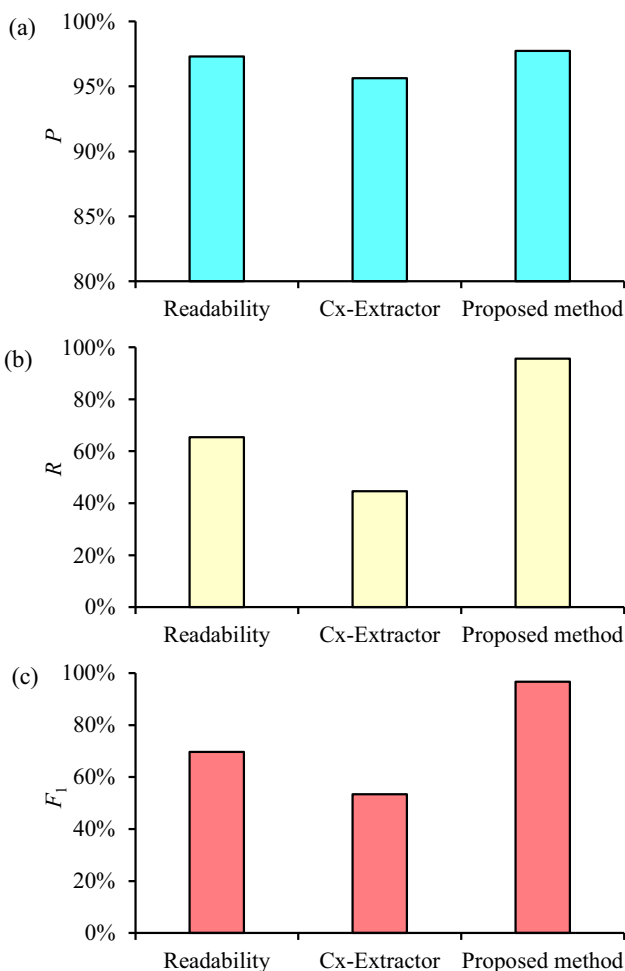 (a)
100%
95%
90%
85%
80%
P
Readability Cx-Extractor Proposed method
(b)
100%
80%
60%
40%
20%
0%
R
Readability Cx-Extractor Proposed method
(c)
100%
80%
60%
40%
20%
0%
F₁
Readability Cx-Extractor Proposed method